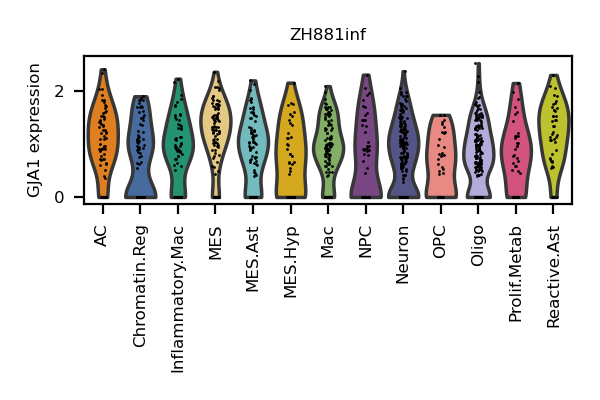 ZH881inf
GJA1 expression
2
0
AC
Chromatin.Reg
Inflammatory.Mac
MES
MES.Ast
MES.Hyp
Mac
NPC
Neuron
OPC
Oligo
Prolif.Metab
Reactive.Ast